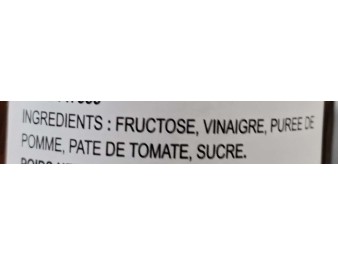 INGREDIENTS : FRUCTOSE, VINAIGRE, PUREE DE
POMME, PATE DE TOMATE, SUCRE.